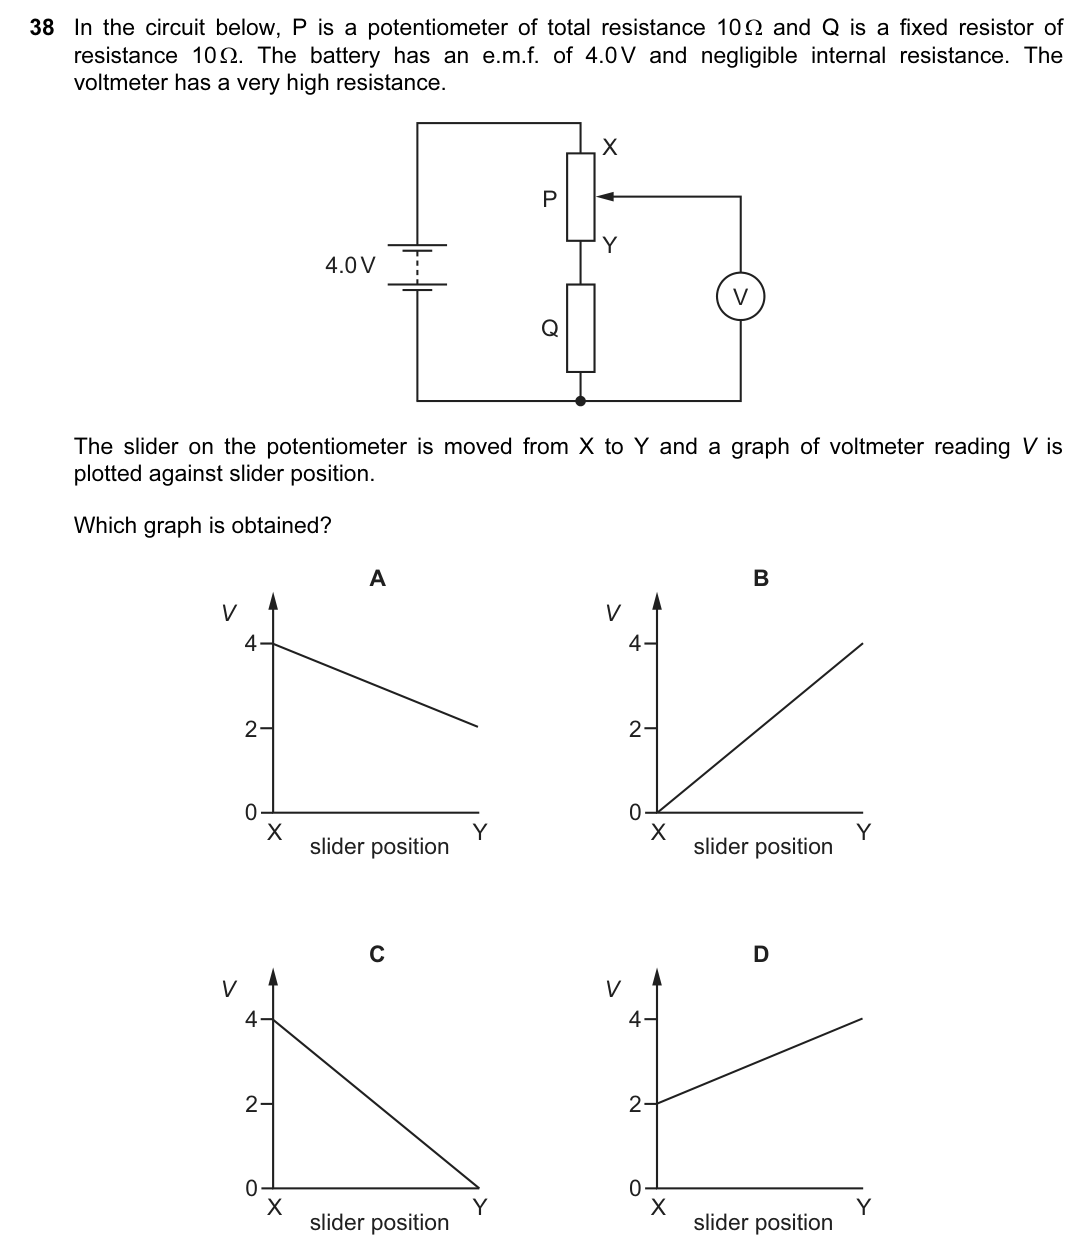 38 In the circuit below, P is a potentiometer of total resistance 10Ω and Q is a fixed resistor of
resistance 10Ω. The battery has an e.m.f. of 4.0V and negligible internal resistance. The
voltmeter has a very high resistance.
X
P
Y
4.0V
V
Q
The slider on the potentiometer is moved from X to Y and a graph of voltmeter reading V is
plotted against slider position.
Which graph is obtained?
A
V
4
2
0
X
Y
slider position
B
V
4
2
0
X
Y
slider position
C
V
4
2
0
X
Y
slider position
D
V
4
2
0
X
Y
slider position